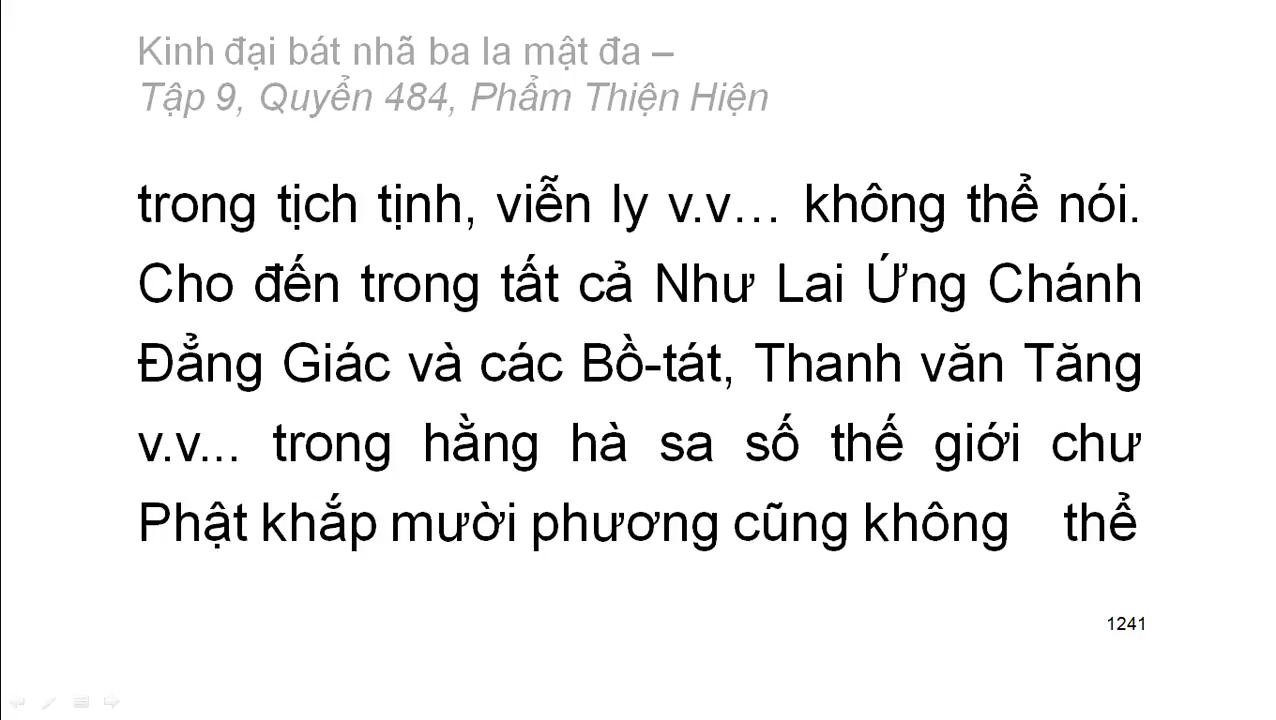 Kinh đại bát nhã ba la mật đa –
Tập 9, Quyển 484, Phẩm Thiện Hiện
trong tịch tịnh, viễn ly v.v… không thể nói.
Cho đến trong tất cả Như Lai Ứng Chánh
Đẳng Giác và các Bồ-tát, Thanh văn Tăng
v.v... trong hằng hà sa số thế giới chư
Phật khắp mười phương cũng không thể
1241